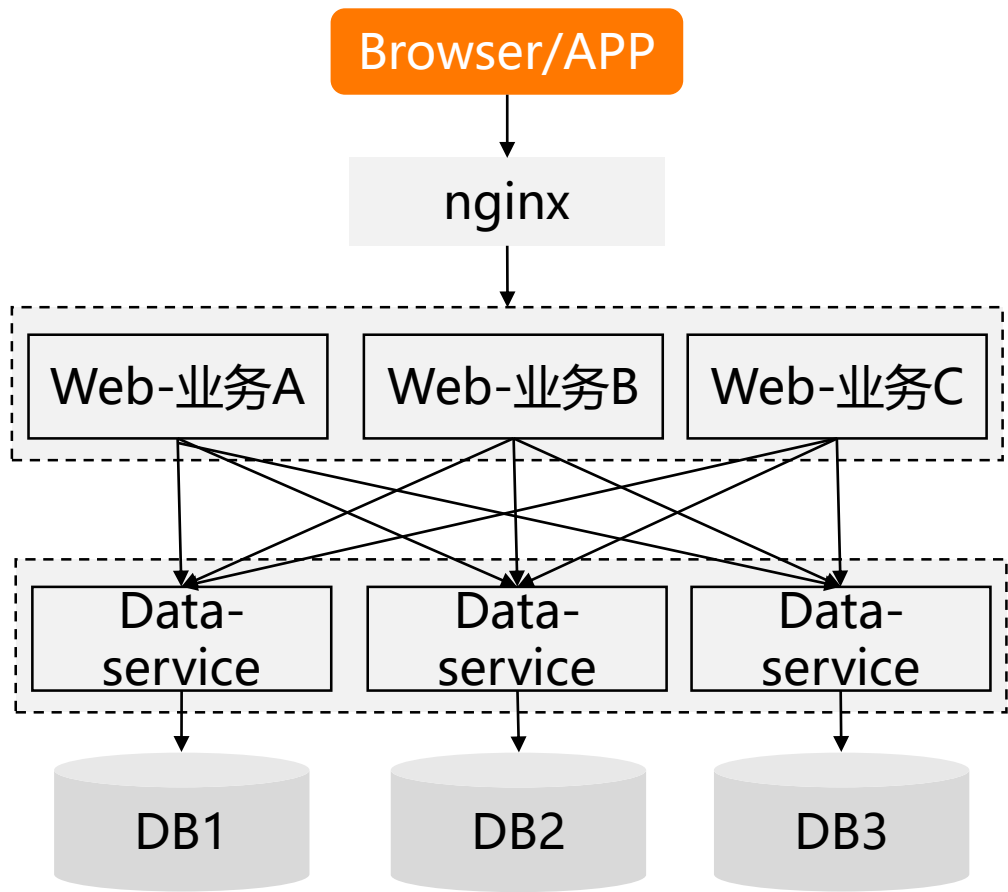 Browser/APP
nginx
Web-业务A
Web-业务B
Web-业务C
Data-
service
Data-
service
Data-
service
DB1
DB2
DB3